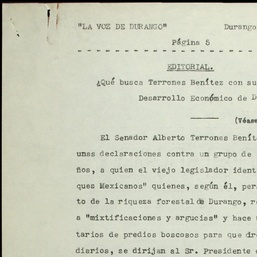 "LA VOZ DE DURANGO" Durango
Página 5
EDITORIAL.
¿Qué busca Terrones Benítez con su
Desarrollo Económico de D
(Véase
El Senador Alberto Terrones Benít
unas declaraciones contra un grupo de
ños, a quien el viejo legislador ident
ques Mexicanos" quienes, según él, per
to de la riqueza forestal de Durango, r
a "mixtificaciones y argucias" y hace u
tarios de predios boscosos para que dr
diarios, se dirijan al Sr. Presidente